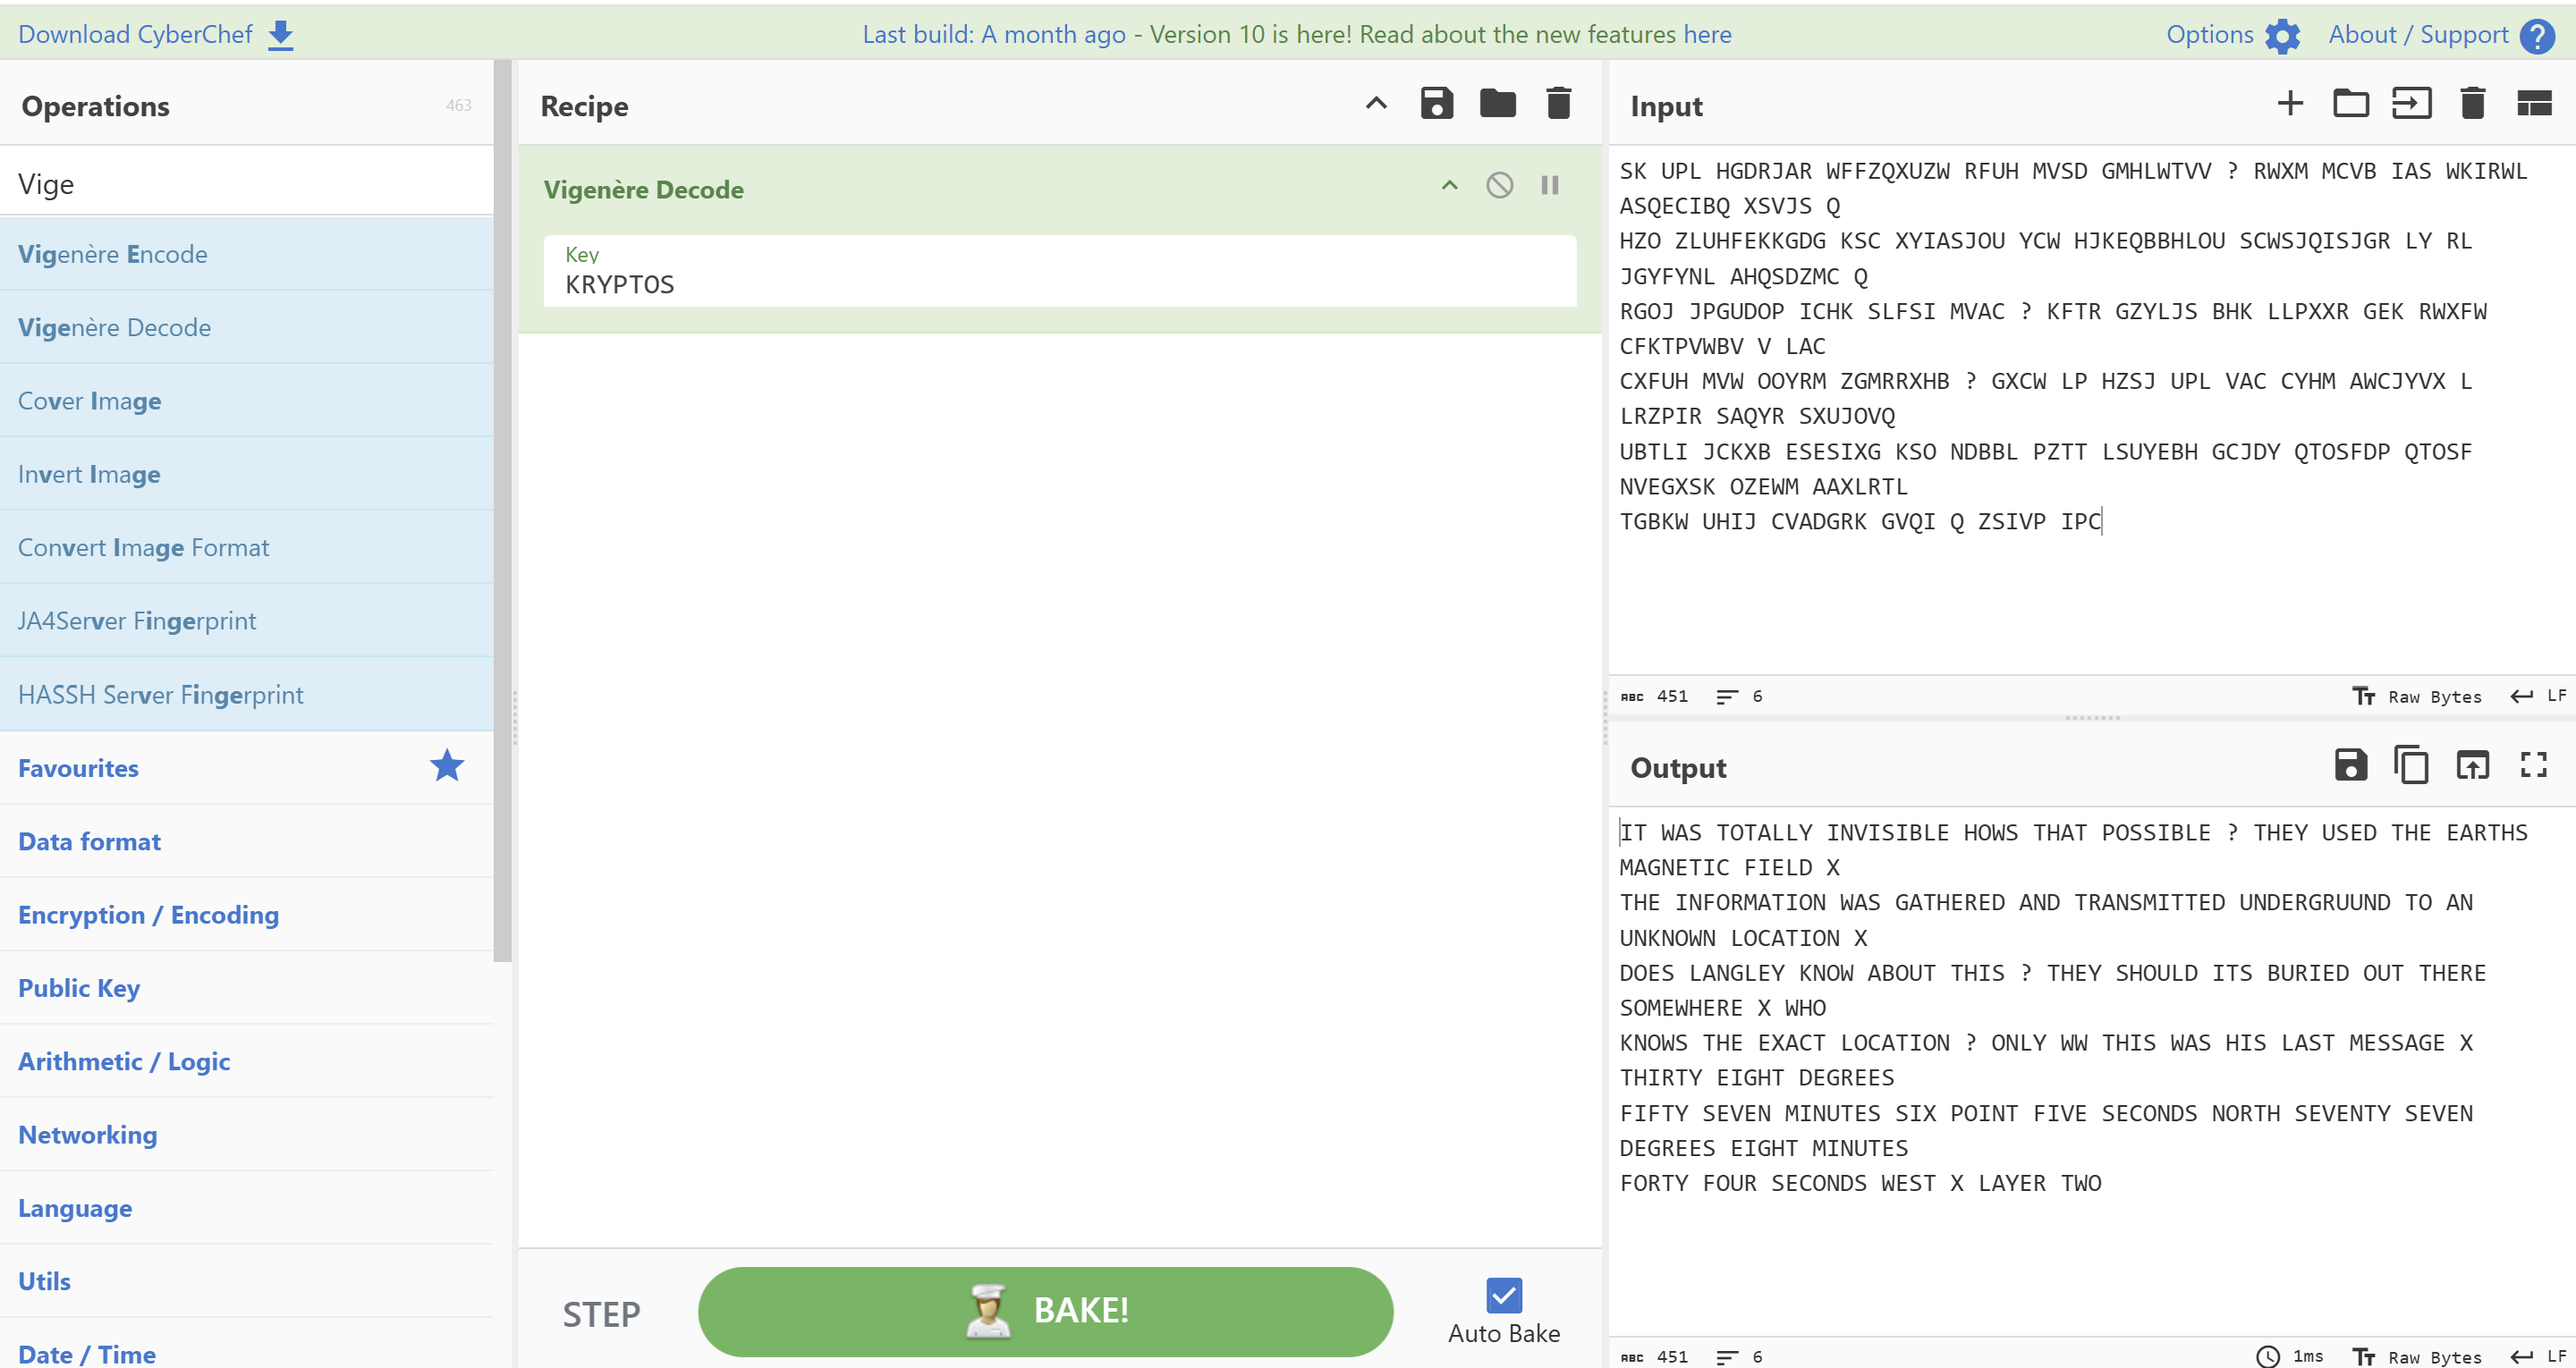 Download CyberChef
Last build: A month ago - Version 10 is here! Read about the new features here
Options
About / Support
Operations
463
Vige
Vigenère Encode
Vigenère Decode
Cover Image
Invert Image
Convert Image Format
JA4Server Fingerprint
HASSH Server Fingerprint
Favourites
Data format
Encryption / Encoding
Public Key
Arithmetic / Logic
Networking
Language
Utils
Date / Time
Recipe
Vigenère Decode
Key
KRYPTOS
STEP
BAKE!
Auto Bake
Input
SK UPL HGDRJAR WFFZQXUZW RFUH MVSD GMHLWTVV ? RWXM MCVB IAS WKIRWL
ASQECIBQ XSVJS Q
HZO ZLUHFEKKGDG KSC XYIASJOU YCW HJKEQBBHLOU SCWSJQISJGR LY RL
JGYFYNL AHQSDZMC Q
RGOJ JPGUDOP ICHK SLFSI MVAC ? KFTR GZYLJS BHK LLPXXR GEK RWXFW
CFKTPVWBV V LAC
CXFUH MVW OOYRM ZGMRRXHB ? GXCW LP HZSJ UPL VAC CYHM AWCJYVX L
LRZPIR SAQYR SXUJOVQ
UBTLI JCKXB ESESIXG KSO NDBBL PZTT LSUYEBH GCJDY QTOSFDP QTOSF
NVEGXSK OZEWM AAXLRTL
TGBKW UHIJ CVADGRK GVQI Q ZSIVP IPC
ABC 451
6
Raw Bytes
LF
Output
IT WAS TOTALLY INVISIBLE HOWS THAT POSSIBLE ? THEY USED THE EARTHS
MAGNETIC FIELD X
THE INFORMATION WAS GATHERED AND TRANSMITTED UNDERGRUUND TO AN
UNKNOWN LOCATION X
DOES LANGLEY KNOW ABOUT THIS ? THEY SHOULD ITS BURIED OUT THERE
SOMEWHERE X WHO
KNOWS THE EXACT LOCATION ? ONLY WW THIS WAS HIS LAST MESSAGE X
THIRTY EIGHT DEGREES
FIFTY SEVEN MINUTES SIX POINT FIVE SECONDS NORTH SEVENTY SEVEN
DEGREES EIGHT MINUTES
FORTY FOUR SECONDS WEST X LAYER TWO
ABC 451
6
1ms
Raw Bytes
LF